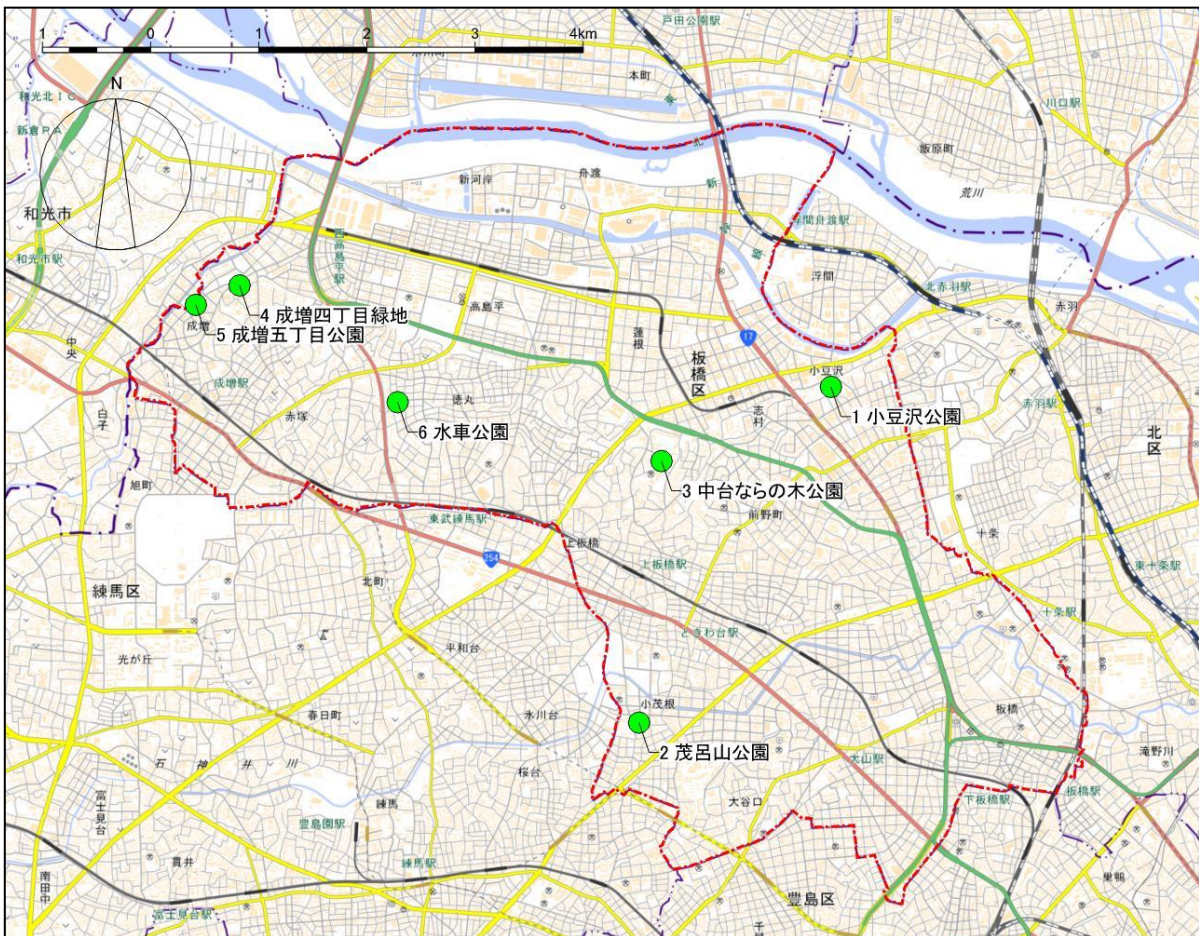 戸田公園駅
1 0 1 2 3 4km
本町
和光北IC
N
川口駅
新倉PA
飯原町
新河岸
舟渡
荒川
和光市
浮間舟渡駅
和光市駅
西高島平駅
浮間
北赤羽駅
4 成増四丁目緑地
高島平
赤羽
成増
5 成増五丁目公園
蓮根
17
中央
板橋区
小豆沢
成増駅
1 小豆沢公園
赤羽駅
徳丸
志村
白子
赤塚
6 水車公園
北区
3 中台ならの木公園
旭町
前野町
東武練馬駅
十条
上板橋
254
上板橋駅
東十条駅
練馬区
北町
十条駅
ときわ台駅
平和台
光が丘
小茂根
板橋
春日町
氷川台
2 茂呂山公園
滝野川
石神井川
大山駅
桜台
富士見台
練馬
大谷口
下板橋駅
板橋駅
豊島園駅
貫井
練馬駅
巣鴨
南田中
豊島区
富士見台駅